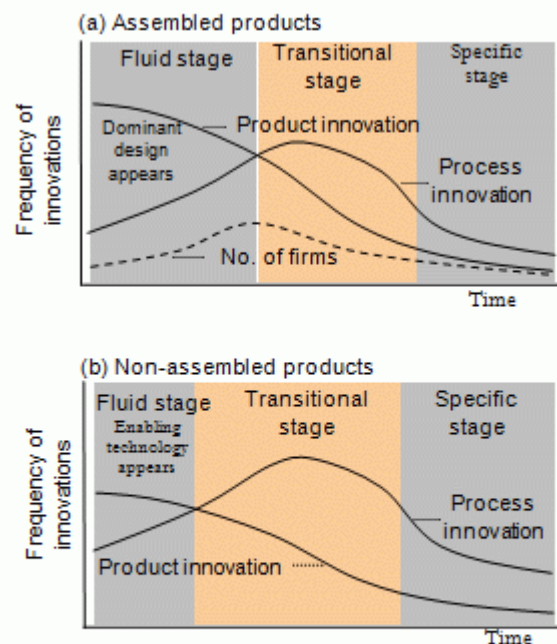 (a) Assembled products
Fluid stage
Transitional
stage
Specific
stage
Dominant
design
appears
Product innovation
Process
innovation
No. of firms
Frequency of
innovations
Time
(b) Non-assembled products
Fluid stage
Enabling
technology
appears
Transitional
stage
Specific
stage
Process
innovation
Product innovation
Frequency of
innovations
Time